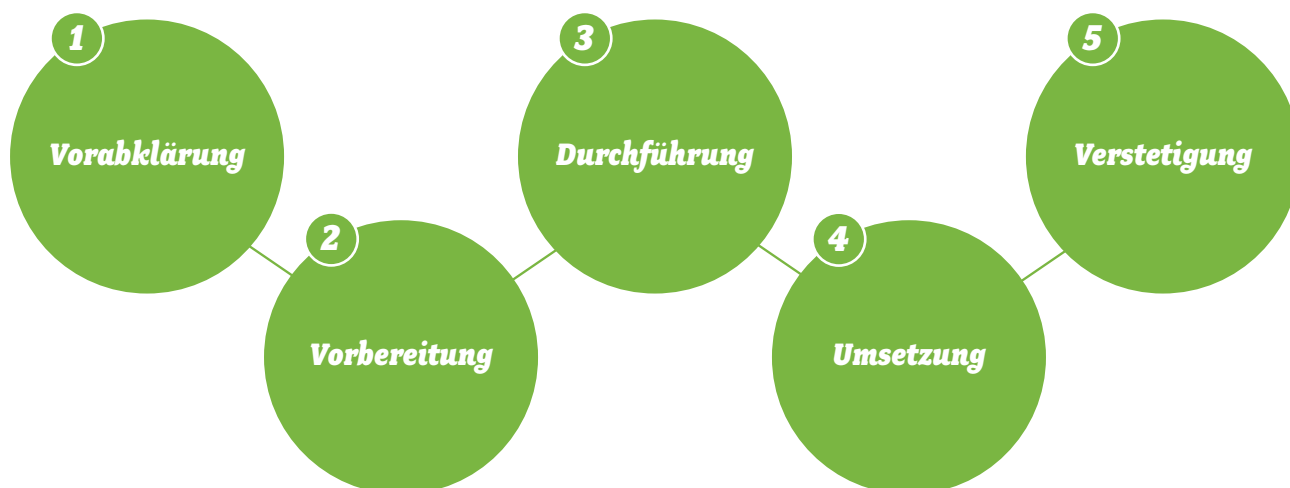 1
Vorabklärung
2
Vorbereitung
3
Durchführung
4
Umsetzung
5
Verstetigung